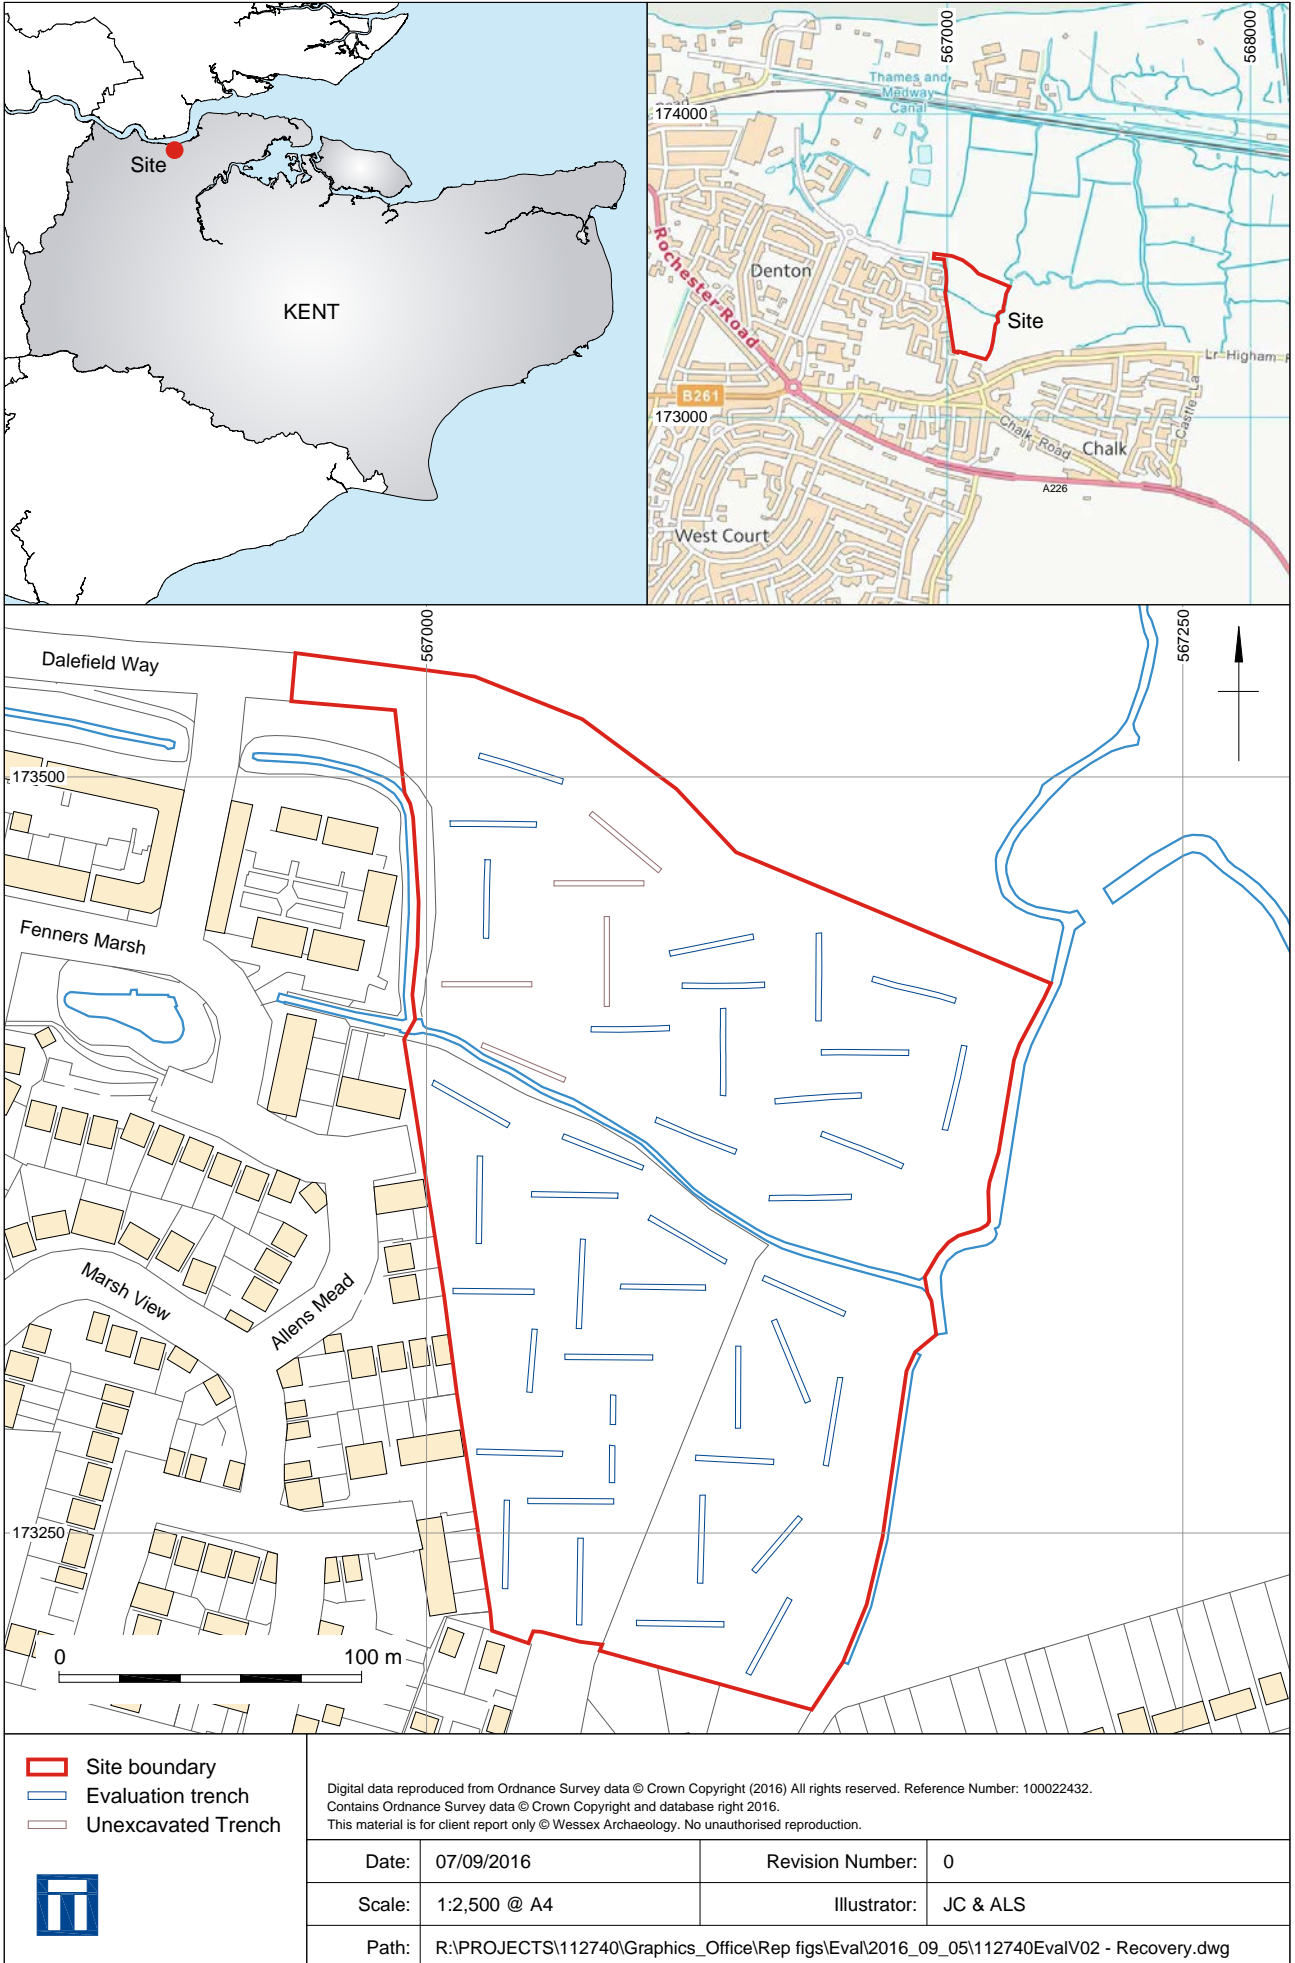 Site
KENT
567000
568000
Thames and
Medway
Canal
174000
Rochester Road
Denton
Site
Lr Higham
B261
173000
Chalk Road
Castle La
Chalk
A226
West Court
567000
567250
Dalefield Way
173500
Fenners Marsh
Marsh View
Allens Mead
173250
0 100 m
Site boundary
Evaluation trench
Unexcavated Trench
Digital data reproduced from Ordnance Survey data © Crown Copyright (2016) All rights reserved. Reference Number: 100022432.
Contains Ordnance Survey data © Crown Copyright and database right 2016.
This material is for client report only © Wessex Archaeology. No unauthorised reproduction.
Date: 07/09/2016 Revision Number: 0
Scale: 1:2,500 @ A4 Illustrator: JC & ALS
Path: R:\PROJECTS\112740\Graphics_Office\Rep figs\Eval\2016_09_05\112740EvalV02 - Recovery.dwg